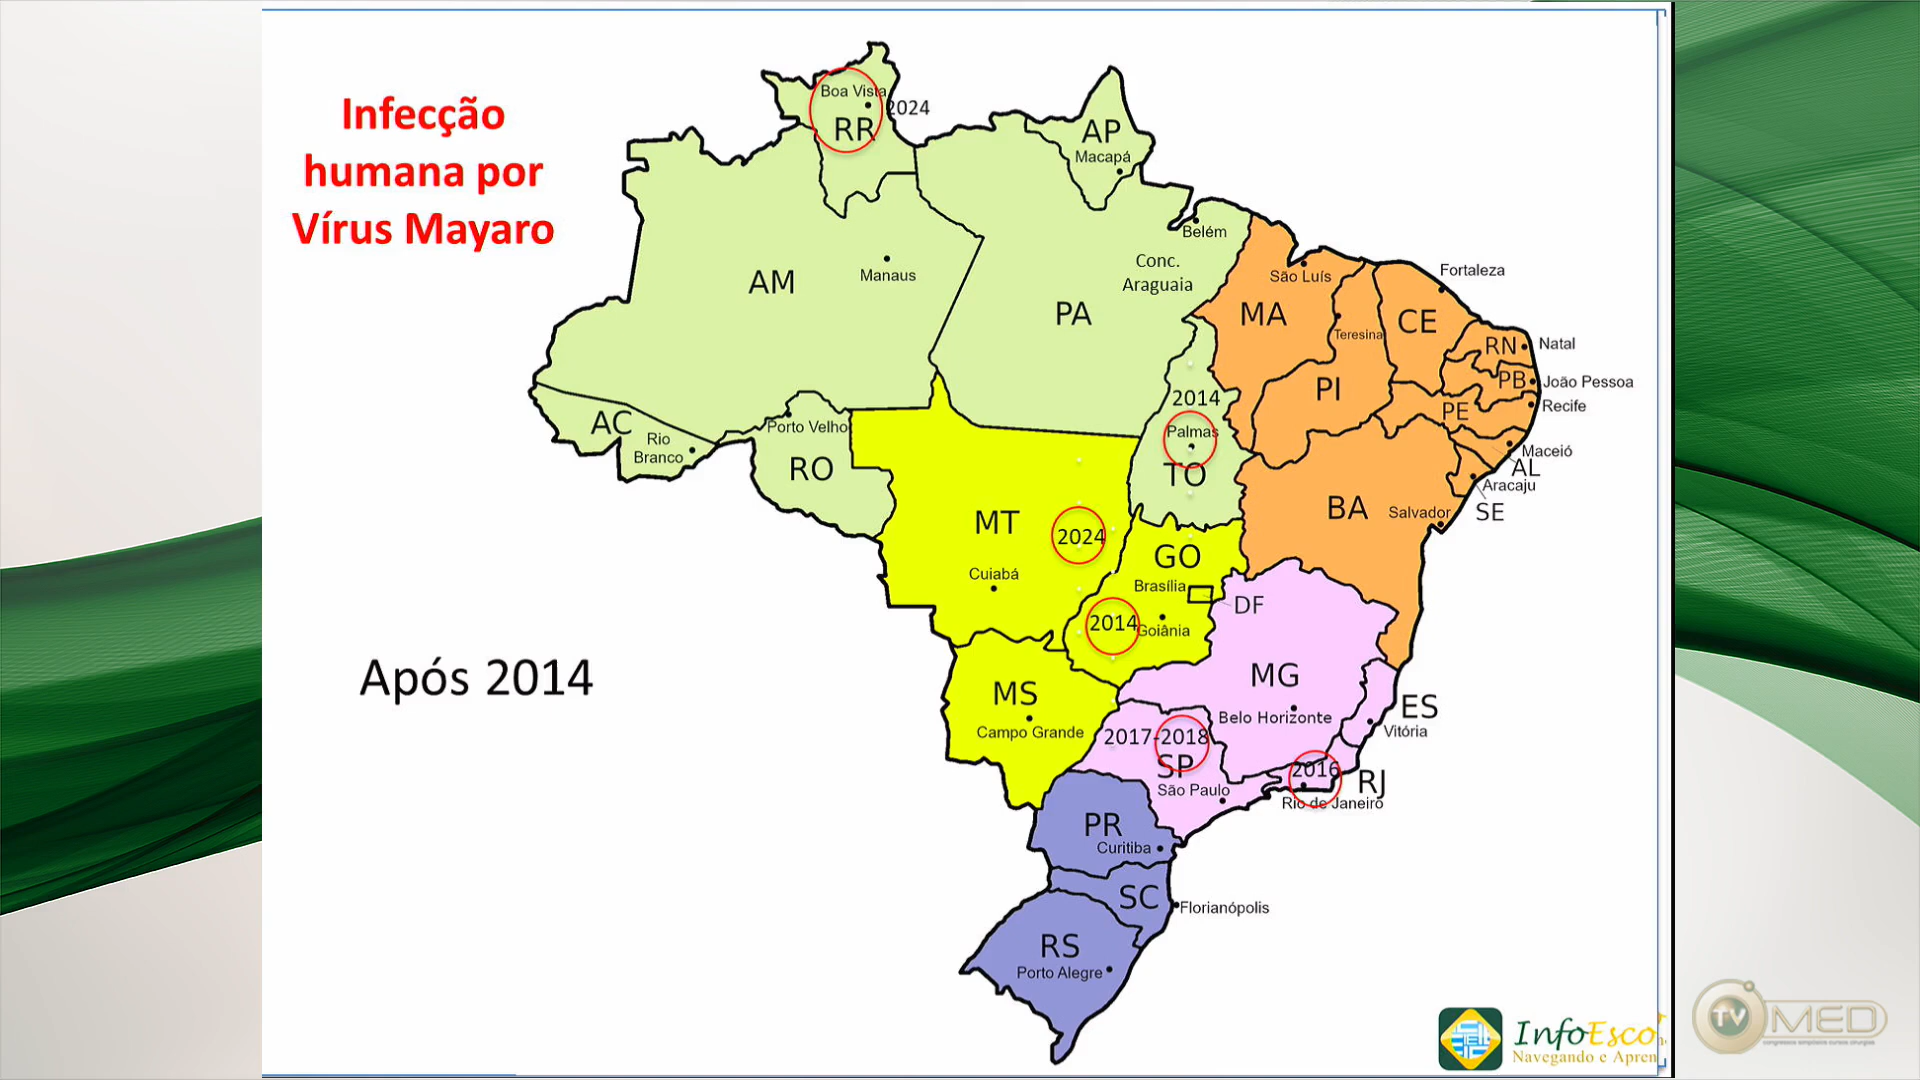 Infecção
humana por
Vírus Mayaro
Após 2014
Boa Vista
2024
RR
AP
Macapá
Belém
Conc.
Araguaia
AM
Manaus
PA
São Luís
MA
Fortaleza
CE
Teresina
RN
Natal
PB
João Pessoa
PI
PE
Recife
Maceió
AL
Aracaju
SE
BA
Salvador
2014
Palmas
TO
AC
Rio
Branco
Porto Velho
RO
MT
2024
Cuiabá
GO
Brasília
DF
2014
Goiânia
MS
Campo Grande
MG
Belo Horizonte
ES
Vitória
2017-2018
SP
São Paulo
2016
RJ
Rio de Janeiro
PR
Curitiba
SC
Florianópolis
RS
Porto Alegre
InfoEsco
Navegando e Apren
TV MED